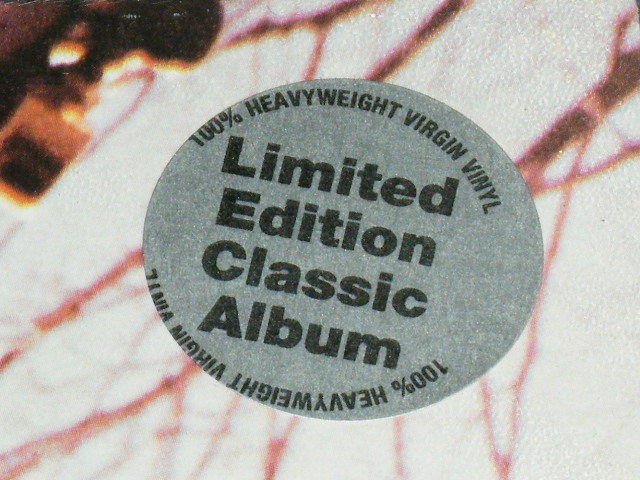 100% HEAVYWEIGHT VIRGIN VINYL
Limited
Edition
Classic
Album
100% HEAVYWEIGHT VIRGIN VINYL